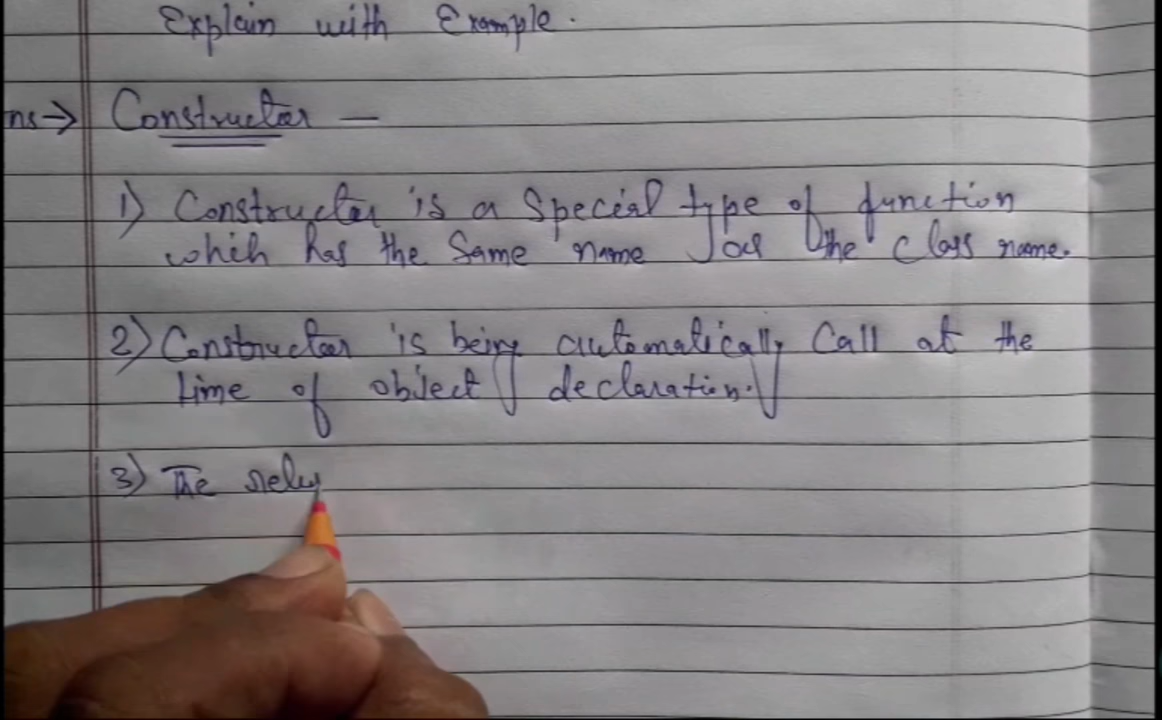 Explain with Example.
ns→ Constructor —
1) Constructor is a Special type of function
which has the Same name as the Class name.
2) Constructor is being automatically Call at the
time of object declaration.
3) The